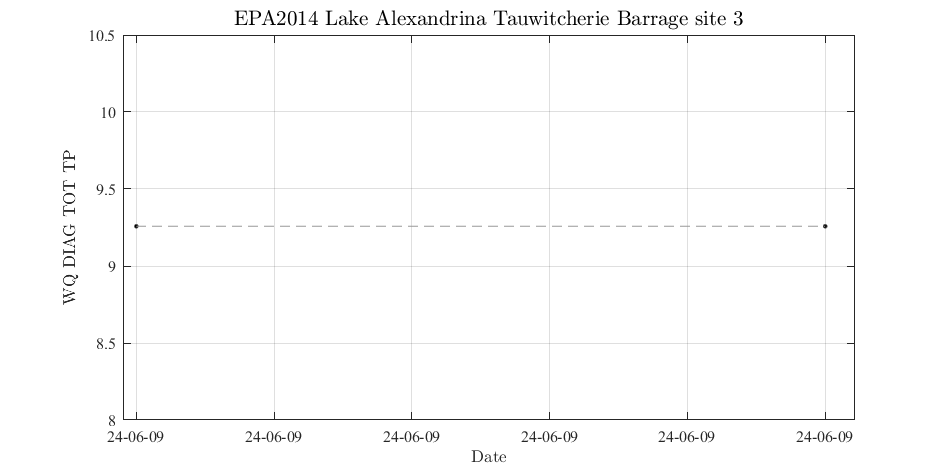 EPA2014 Lake Alexandrina Tauwitcherie Barrage site 3
10.5
10
9.5
9
8.5
8
WQ DIAG TOT TP
24-06-09 24-06-09 24-06-09 24-06-09 24-06-09 24-06-09
Date